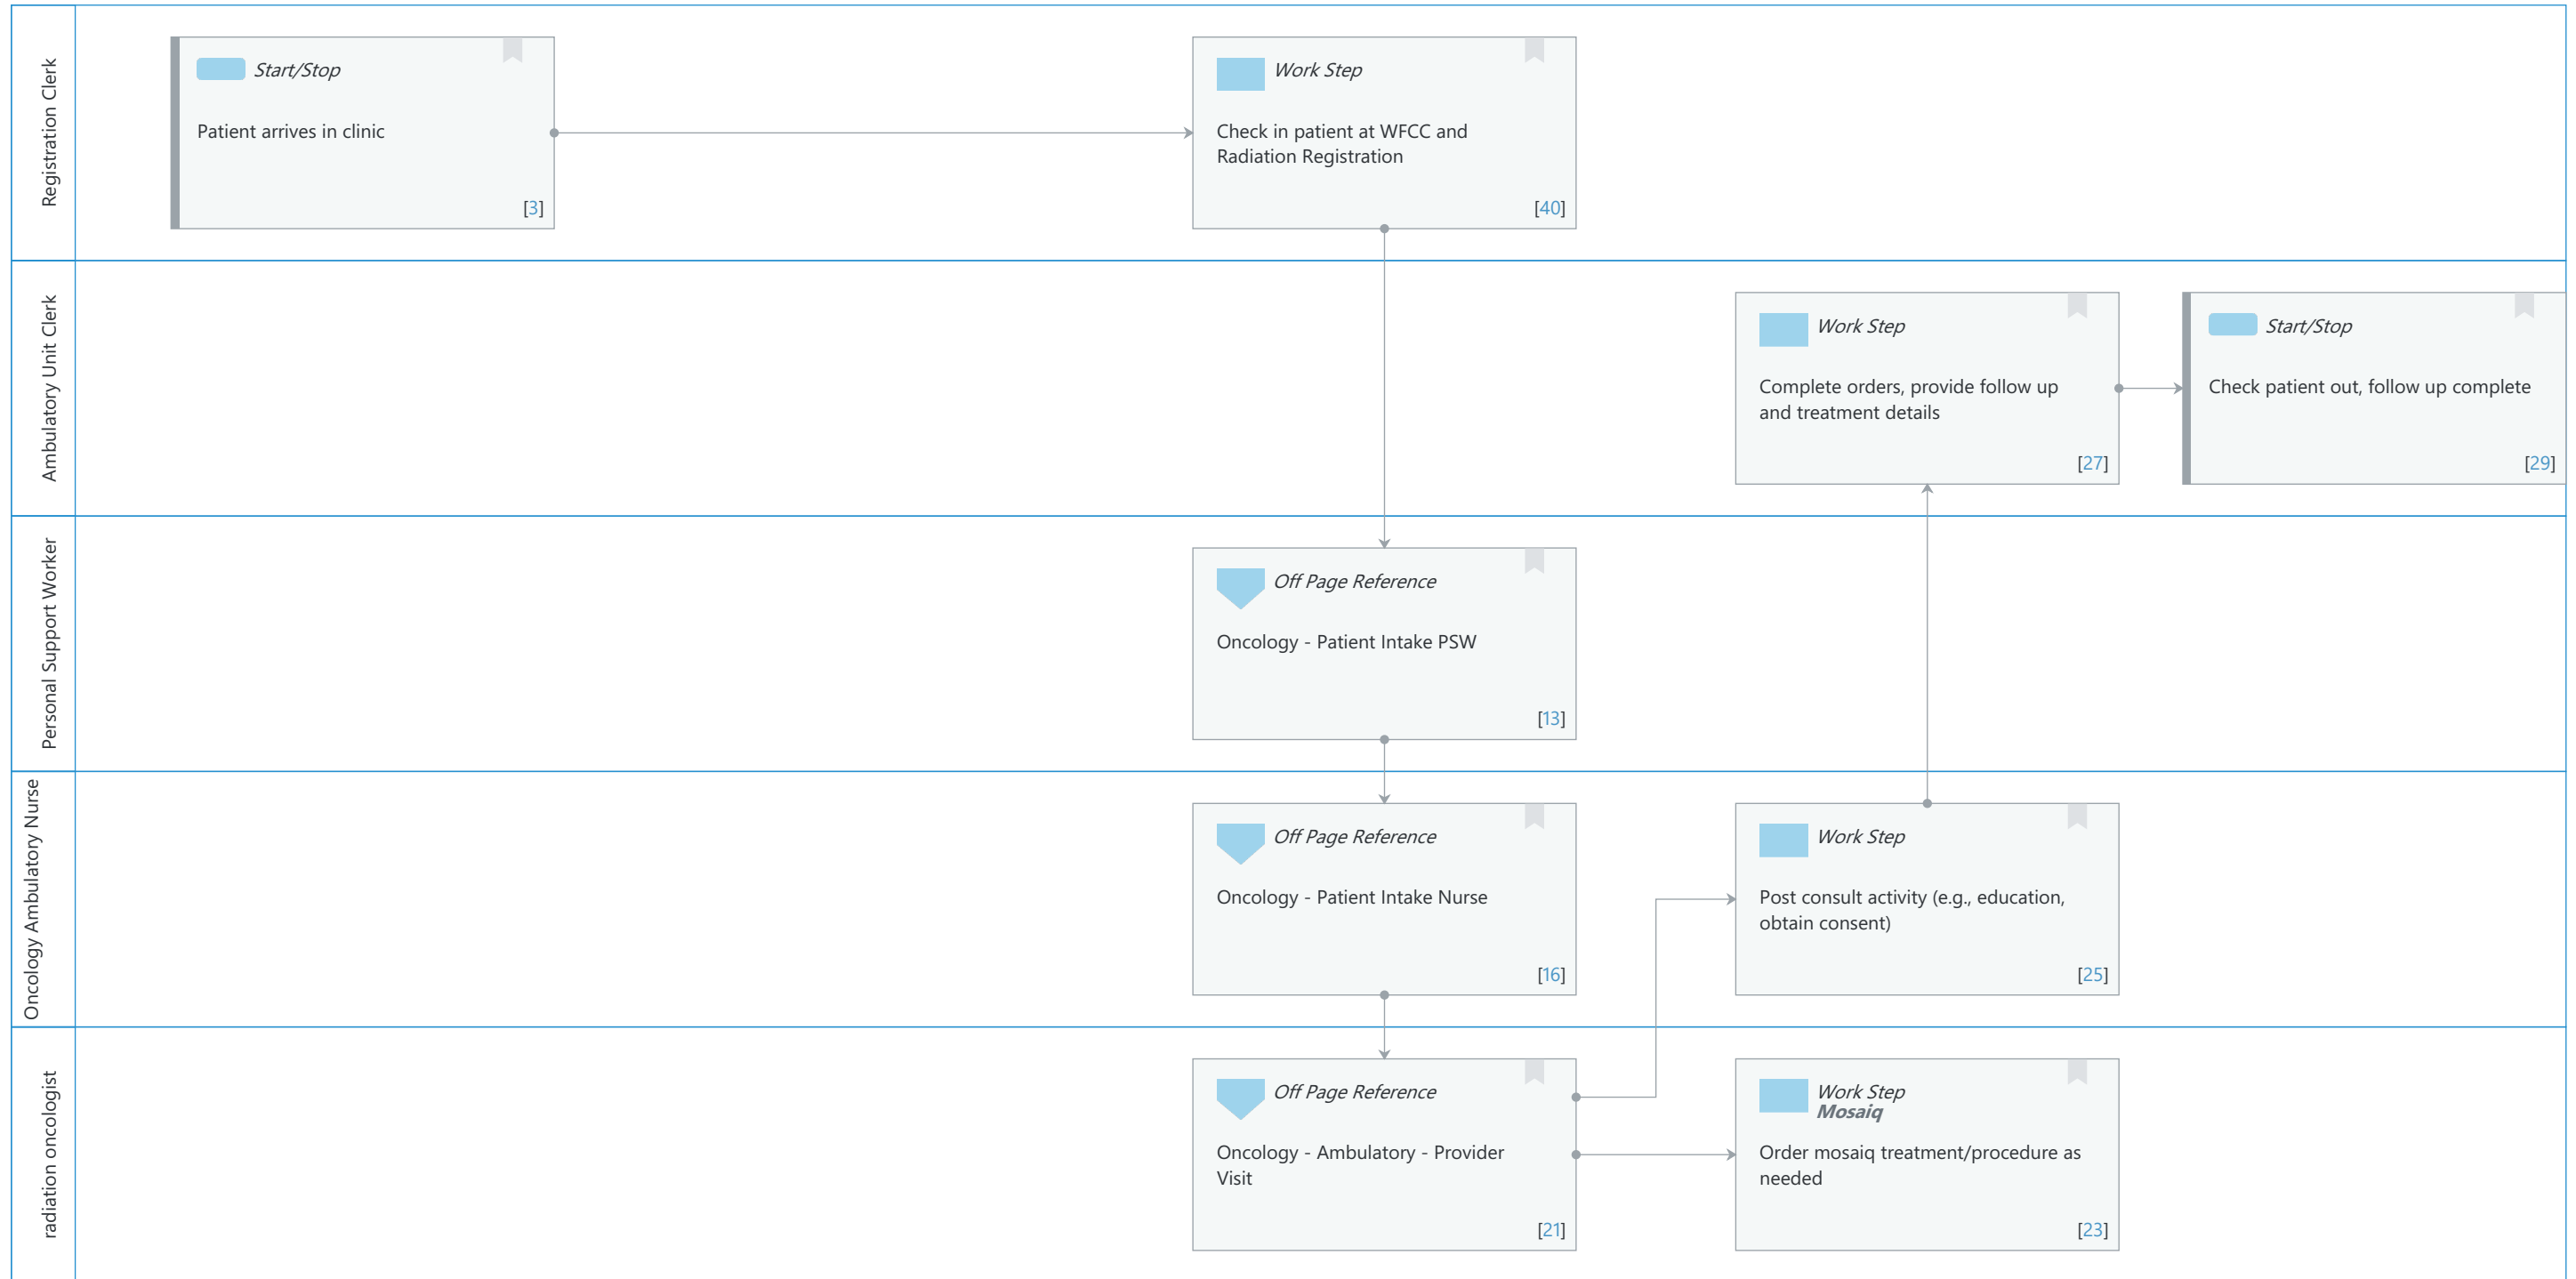 Registration Clerk
Start/Stop
Patient arrives in clinic
[3]
Work Step
Check in patient at WFCC and
Radiation Registration
[40]
Ambulatory Unit Clerk
Work Step
Complete orders, provide follow up
and treatment details
[27]
Start/Stop
Check patient out, follow up complete
[29]
Personal Support Worker
Off Page Reference
Oncology - Patient Intake PSW
[13]
Oncology Ambulatory Nurse
Off Page Reference
Oncology - Patient Intake Nurse
[16]
Work Step
Post consult activity (e.g., education,
obtain consent)
[25]
radiation oncologist
Off Page Reference
Oncology - Ambulatory - Provider
Visit
[21]
Work Step
Mosaiq
Order mosaiq treatment/procedure as
needed
[23]